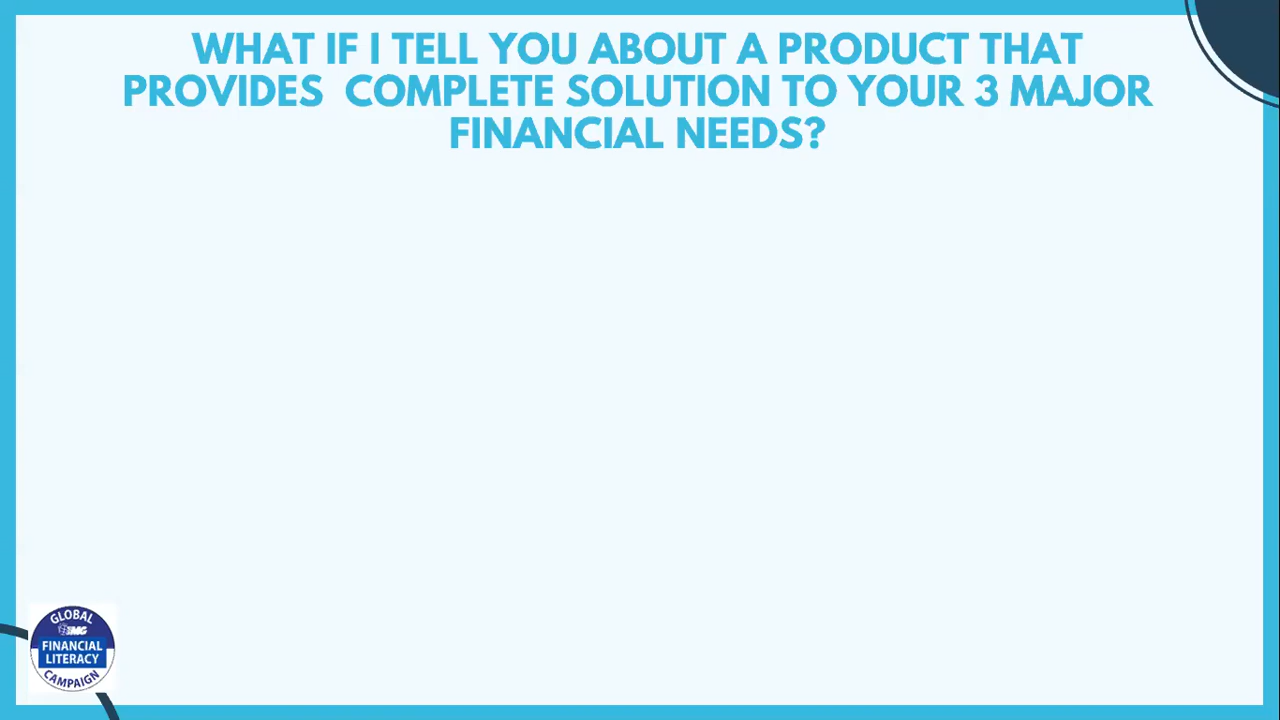 WHAT IF I TELL YOU ABOUT A PRODUCT THAT
PROVIDES  COMPLETE SOLUTION TO YOUR 3 MAJOR
FINANCIAL NEEDS?
GLOBAL
IMG
FINANCIAL
LITERACY
CAMPAIGN